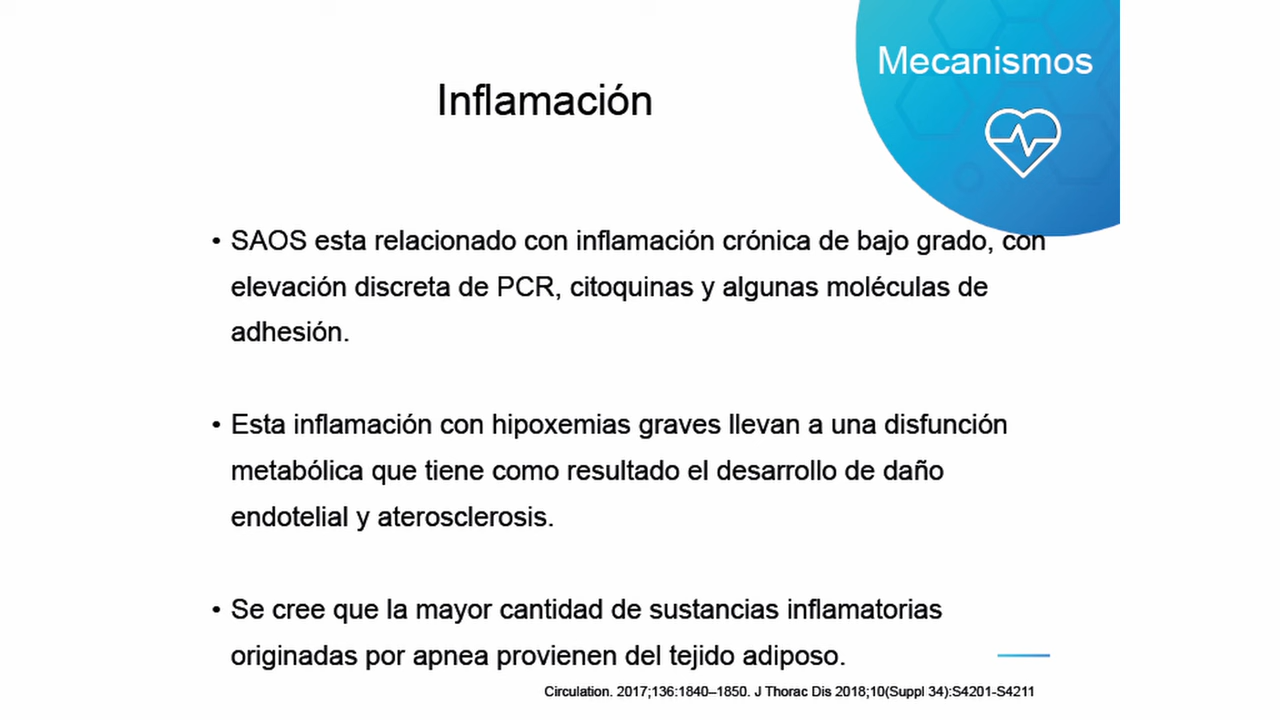 Mecanismos
Inflamación
• SAOS esta relacionado con inflamación crónica de bajo grado, con
elevación discreta de PCR, citoquinas y algunas moléculas de
adhesión.
• Esta inflamación con hipoxemias graves llevan a una disfunción
metabólica que tiene como resultado el desarrollo de daño
endotelial y aterosclerosis.
• Se cree que la mayor cantidad de sustancias inflamatorias
originadas por apnea provienen del tejido adiposo.
Circulation. 2017;136:1840–1850. J Thorac Dis 2018;10(Suppl 34):S4201-S4211